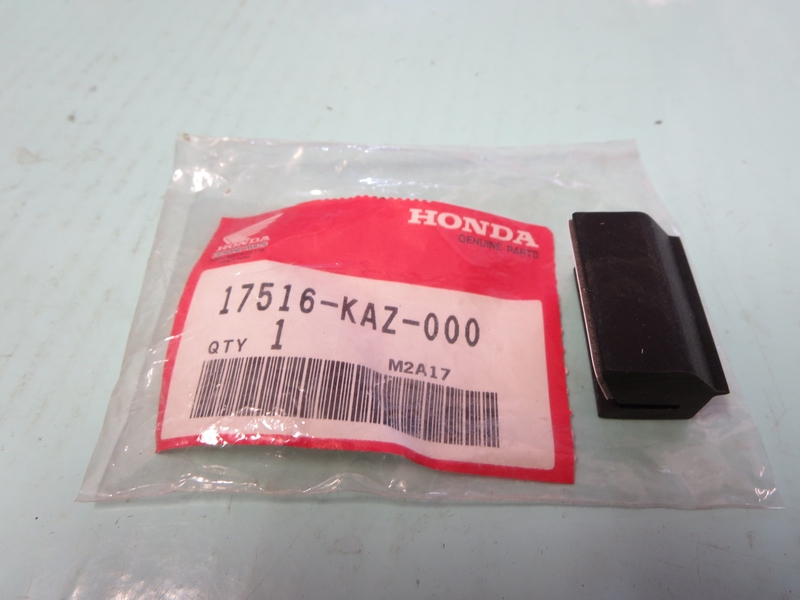 HONDA
HONDA
GENUINE PARTS
17516-KAZ-000
QTY 1
M2A17